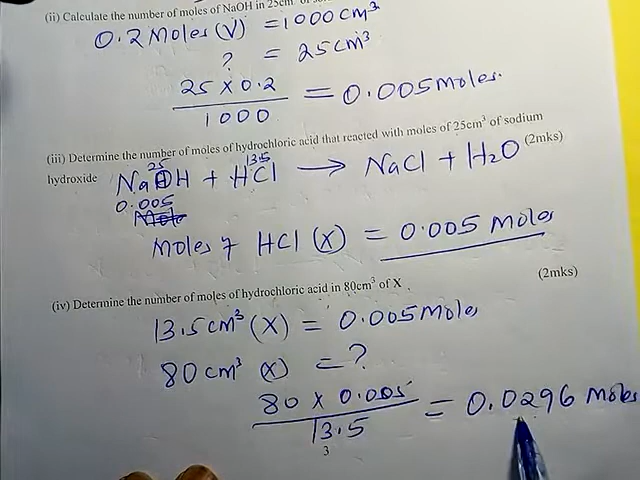 (ii) Calculate the number of moles of NaOH in 25cm³ of
0.2 Moles (V) = 1000 cm³
? = 25 cm³
25 × 0.2
1000
= 0.005 moles.
(iii) Determine the number of moles of hydrochloric acid that reacted with moles of 25cm³ of sodium
hydroxide (2mks)
25 13.5
NaOH + HCl → NaCl + H₂O
0.005
Mole
Moles of HCl (x) = 0.005 moles
(iv) Determine the number of moles of hydrochloric acid in 80cm³ of X (2mks)
13.5cm³ (X) = 0.005 Moles
80 cm³ (x) = ?
80 × 0.005
13.5
= 0.0296 moles
3